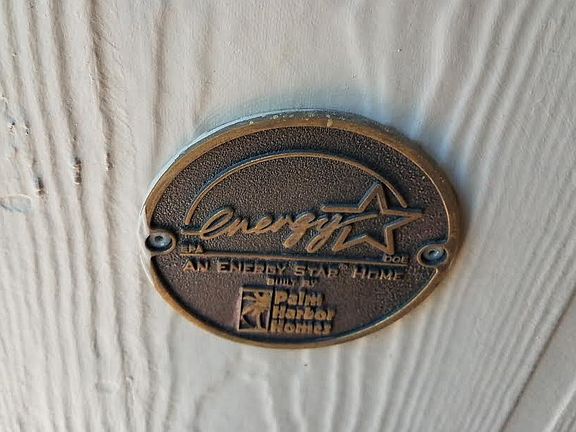 energy
EPA DOE
AN "ENERGY STAR" HOME
BUILT BY
Palm
Harbor
Homes